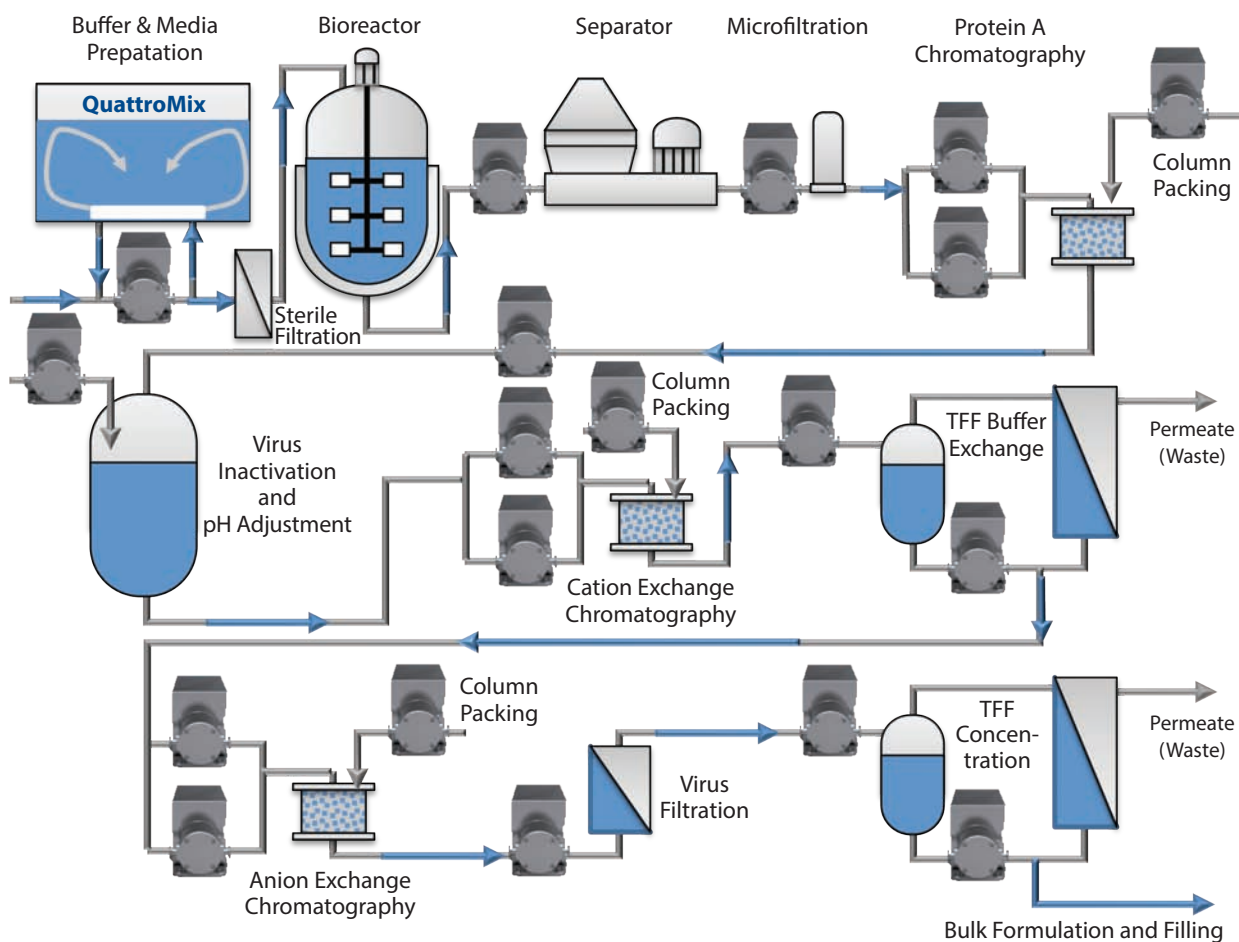 Buffer & Media
Prepatation
Bioreactor
Separator
Microfiltration
Protein A
Chromatography
QuattroMix
Column
Packing
Sterile
Filtration
Virus
Inactivation
and
pH Adjustment
Column
Packing
Cation Exchange
Chromatography
TFF Buffer
Exchange
Permeate
(Waste)
Column
Packing
Anion Exchange
Chromatography
Virus
Filtration
TFF
Concen-
tration
Permeate
(Waste)
Bulk Formulation and Filling